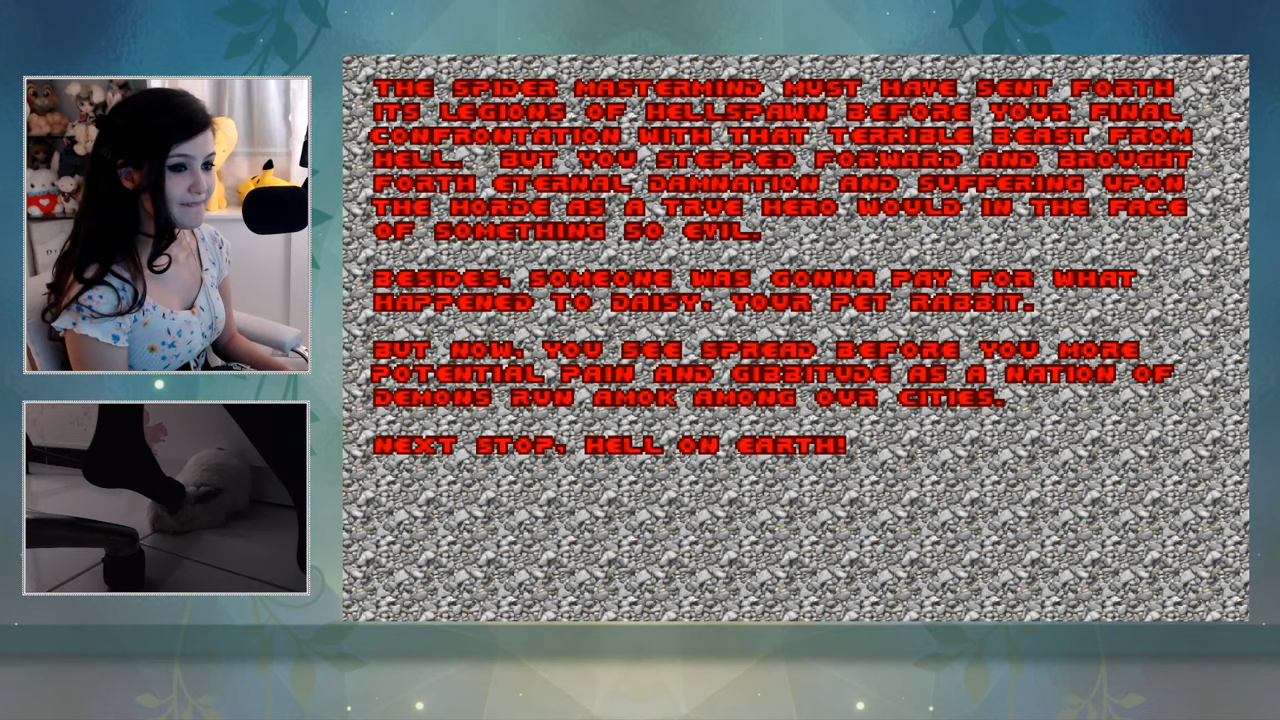 THE SPIDER MASTERMIND MUST HAVE SENT FORTH
ITS LEGIONS OF HELLSPAWN BEFORE YOUR FINAL
CONFRONTATION WITH THAT TERRIBLE BEAST FROM
HELL. BUT YOU STEPPED FORWARD AND BROUGHT
FORTH ETERNAL DAMNATION AND SUFFERING UPON
THE HORDE AS A TRUE HERO WOULD IN THE FACE
OF SOMETHING SO EVIL.
BESIDES, SOMEONE WAS GONNA PAY FOR WHAT
HAPPENED TO DAISY, YOUR PET RABBIT.
BUT NOW, YOU SEE SPREAD BEFORE YOU MORE
POTENTIAL PAIN AND GIBBITUDE AS A NATION OF
DEMONS RUN AMOK AMONG OUR CITIES.
NEXT STOP, HELL ON EARTH!